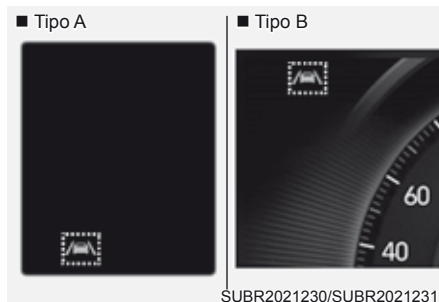 ■ Tipo A
■ Tipo B
60
40
SUBR2021230/SUBR2021231